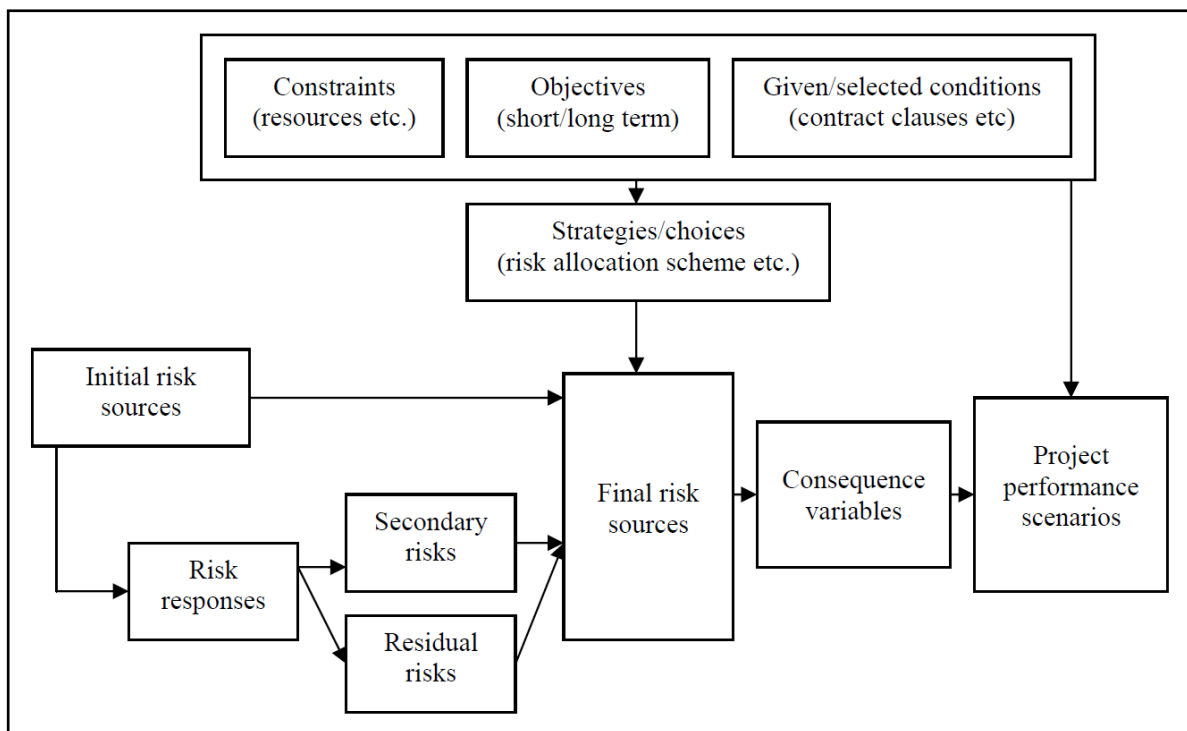 Constraints
(resources etc.)
Objectives
(short/long term)
Given/selected conditions
(contract clauses etc)
Strategies/choices
(risk allocation scheme etc.)
Initial risk
sources
Final risk
sources
Consequence
variables
Project
performance
scenarios
Secondary
risks
Risk
responses
Residual
risks